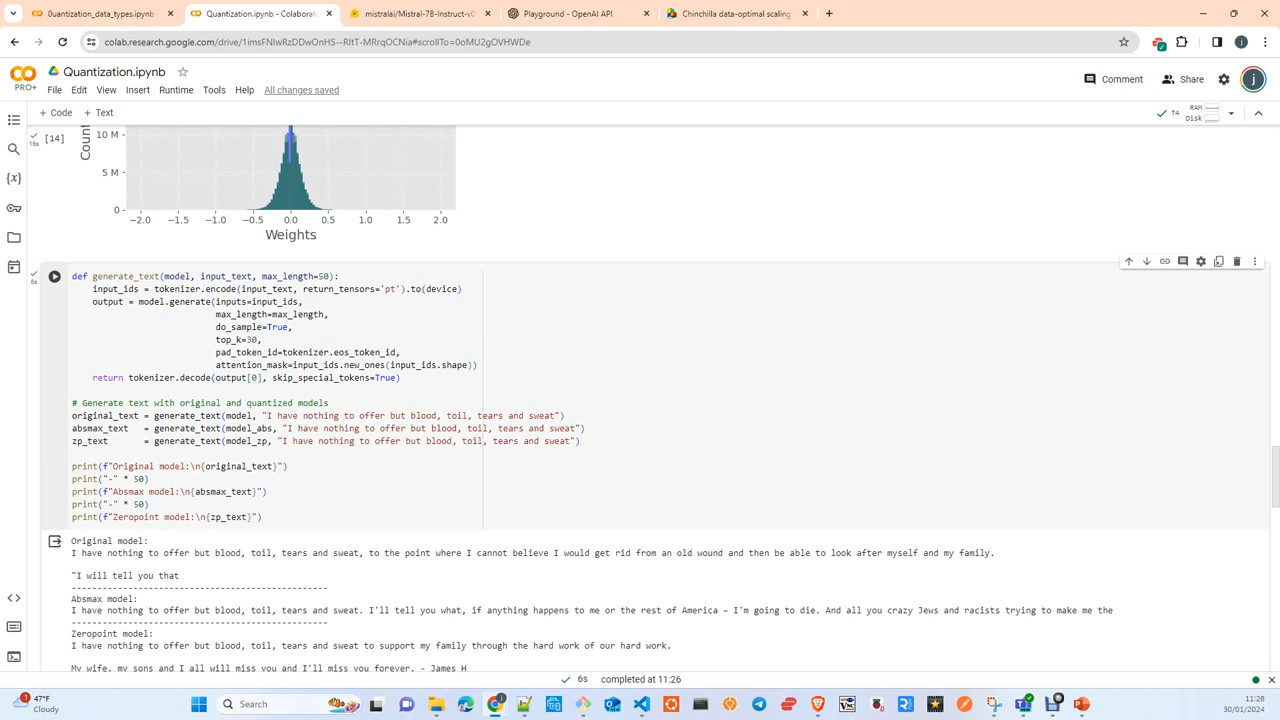 0uantization_data_types.ipynb
Quantization.ipynb - Colaborat
mistralai/Mistral-7B-Instruct-v0
Playground - OpenAI API
Chinchilla data-optimal scaling
colab.research.google.com/drive/1imsFNIwRzDDwOnHS--RItT-MRrqOCNia#scrollTo=0oMU2gOVHWDe
PRO+
Quantization.ipynb
File Edit View Insert Runtime Tools Help All changes saved
Comment
Share
j
+ Code + Text
T4
RAM
Disk
[14]
16s
Count
10 M
5 M
0
−2.0 −1.5 −1.0 −0.5 0.0 0.5 1.0 1.5 2.0
Weights
6s
def generate_text(model, input_text, max_length=50):
input_ids = tokenizer.encode(input_text, return_tensors='pt').to(device)
output = model.generate(inputs=input_ids,
max_length=max_length,
do_sample=True,
top_k=30,
pad_token_id=tokenizer.eos_token_id,
attention_mask=input_ids.new_ones(input_ids.shape))
return tokenizer.decode(output[0], skip_special_tokens=True)
# Generate text with original and quantized models
original_text = generate_text(model, "I have nothing to offer but blood, toil, tears and sweat")
absmax_text = generate_text(model_abs, "I have nothing to offer but blood, toil, tears and sweat")
zp_text = generate_text(model_zp, "I have nothing to offer but blood, toil, tears and sweat")
print(f"Original model:\n{original_text}")
print("-" * 50)
print(f"Absmax model:\n{absmax_text}")
print("-" * 50)
print(f"Zeropoint model:\n{zp_text}")
Original model:
I have nothing to offer but blood, toil, tears and sweat, to the point where I cannot believe I would get rid from an old wound and then be able to look after myself and my family.
"I will tell you that
--------------------------------------------------
Absmax model:
I have nothing to offer but blood, toil, tears and sweat. I'll tell you what, if anything happens to me or the rest of America – I'm going to die. And all you crazy Jews and racists trying to make me the
--------------------------------------------------
Zeropoint model:
I have nothing to offer but blood, toil, tears and sweat to support my family through the hard work of our hard work.
My wife, my sons and I all will miss you and I'll miss you forever. - James H
6s completed at 11:26
47°F
Cloudy
Search
11:28
30/01/2024